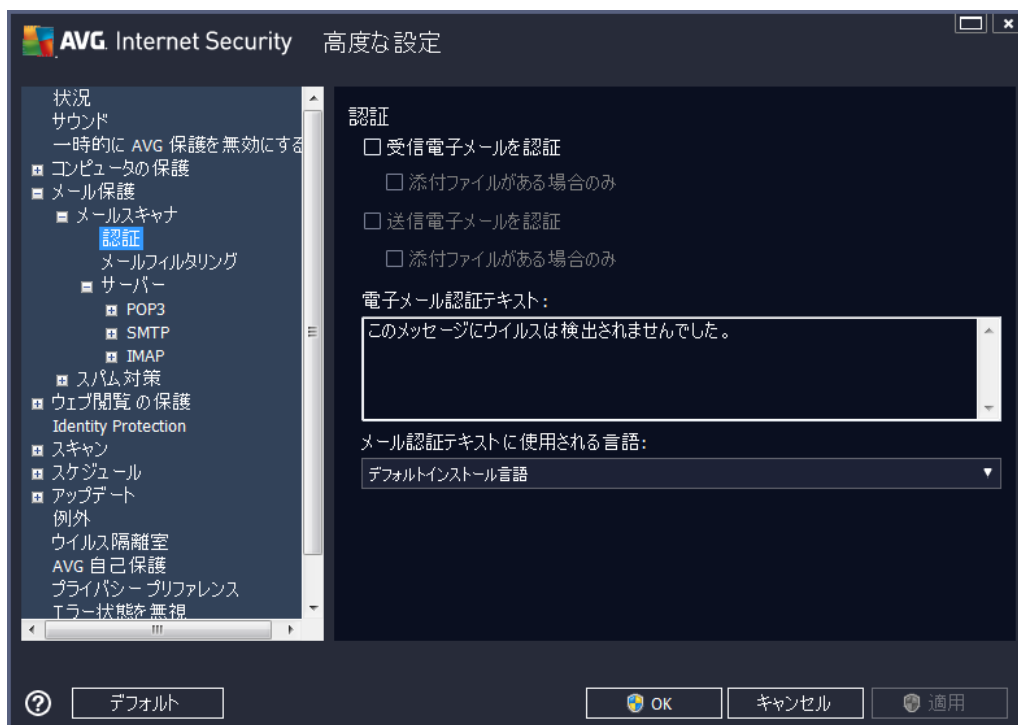 AVG. Internet Security 高度な設定
状況
サウンド
一時的に AVG 保護を無効にする
コンピュータの保護
メール保護
メールスキャナ
認証
メールフィルタリング
サーバー
POP3
SMTP
IMAP
スパム対策
ウェブ閲覧 の保護
Identity Protection
スキャン
スケジュール
アップデート
例外
ウイルス隔離室
AVG 自己保護
プライバシー プリファレンス
エラー状態を無視
認証
受信電子メールを認証
添付ファイルがある場合のみ
送信電子メールを認証
添付ファイルがある場合のみ
電子メール認証テキスト:
このメッセージにウイルスは検出されませんでした。
メール認証テキストに使用される言語:
デフォルトインストール言語
デフォルト
OK
キャンセル
適用